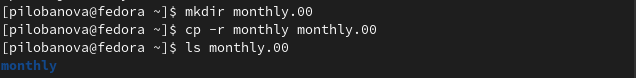 [pilobanova@fedora ~]$ mkdir monthly.00
[pilobanova@fedora ~]$ cp -r monthly monthly.00
[pilobanova@fedora ~]$ ls monthly.00
monthly